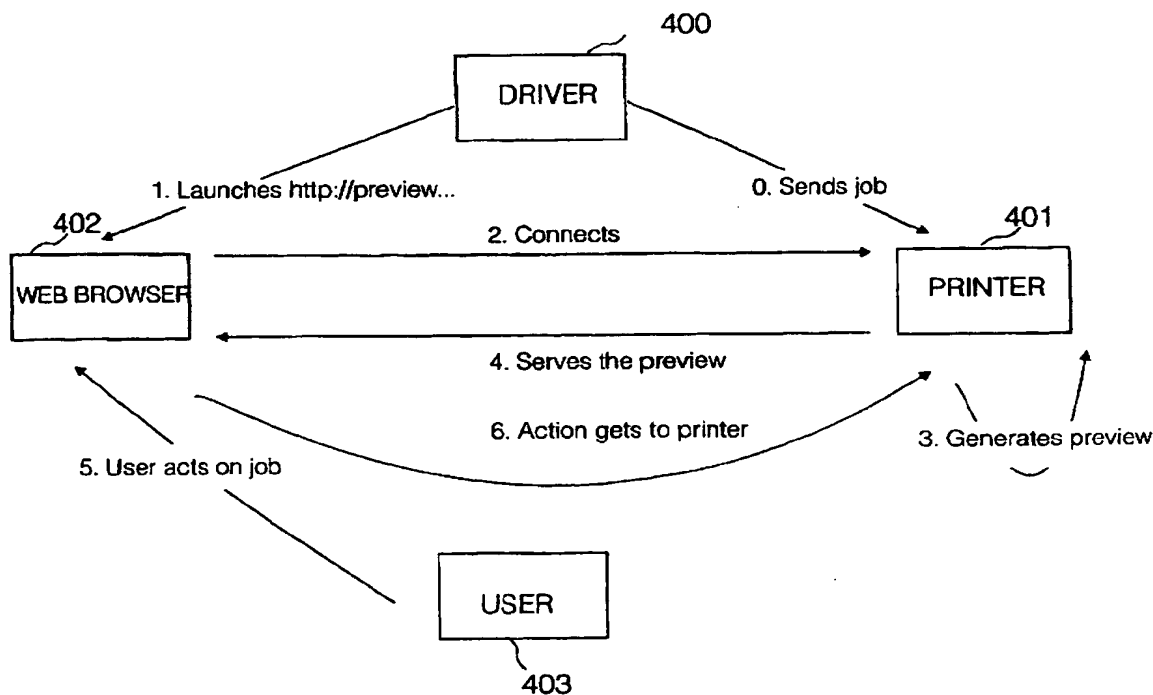 400
DRIVER
1. Launches http://preview...
0. Sends job
402
2. Connects
401
WEB BROWSER
PRINTER
4. Serves the preview
6. Action gets to printer
3. Generates preview
5. User acts on job
USER
403